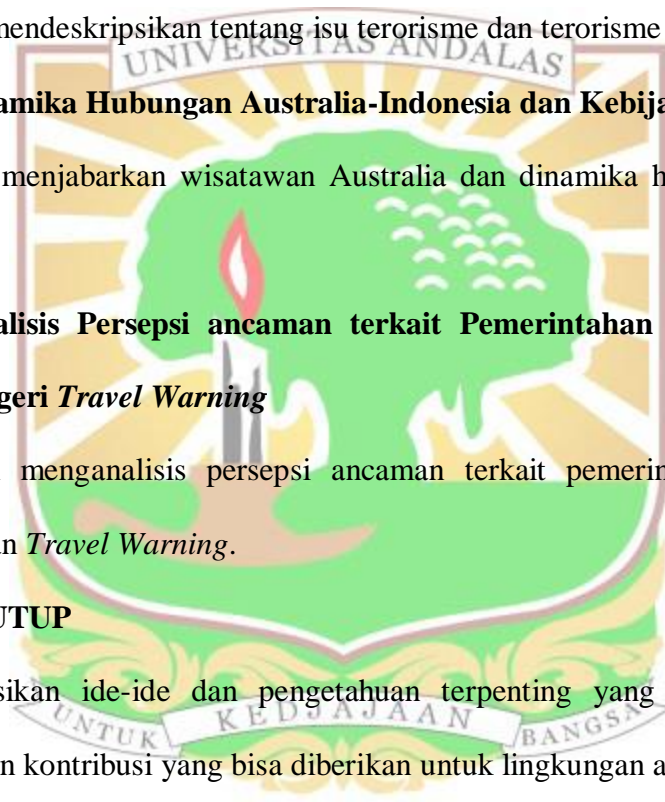 mendeskripsikan tentang isu terorisme dan terorisme
UNIVERSITAS ANDALAS
amika Hubungan Australia-Indonesia dan Kebija
menjabarkan wisatawan Australia dan dinamika h
alisis Persepsi ancaman terkait Pemerintahan
geri Travel Warning
menganalisis persepsi ancaman terkait pemerin
an Travel Warning.
UTUP
sikan ide-ide dan pengetahuan terpenting yang
UNTUK KEDJAJAAN BANGSA
n kontribusi yang bisa diberikan untuk lingkungan a